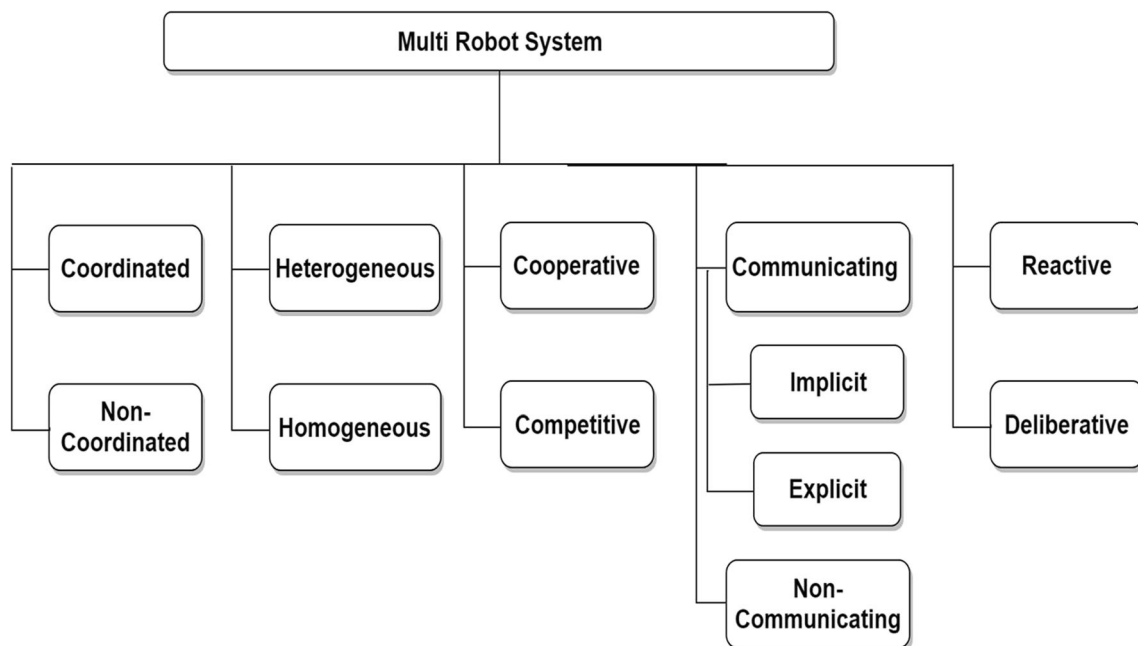 Multi Robot System
Coordinated
Non-
Coordinated
Heterogeneous
Homogeneous
Cooperative
Competitive
Communicating
Implicit
Explicit
Non-
Communicating
Reactive
Deliberative